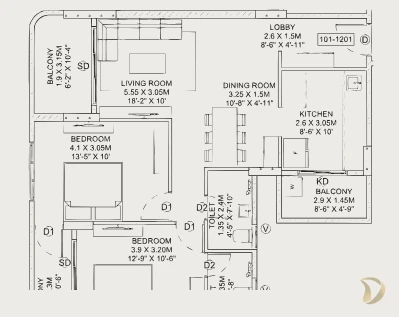 LOBBY
2.6 X 1.5M
8'-6" X 4'-11"
101-1201
D
BALCONY
1.9 X 3.15M
6'-2" X 10'-4"
SD
LIVING ROOM
5.55 X 3.05M
18'-2" X 10'
DINING ROOM
3.25 X 1.5M
10'-8" X 4'-11"
KITCHEN
2.6 X 3.05M
8'-6" X 10'
F
BEDROOM
4.1 X 3.05M
13'-5" X 10'
KD
W
BALCONY
2.9 X 1.45M
8'-6" X 4'-9"
D1
D2
TOILET
1.35 X 2.4M
4'-5" X 7'-10"
V
D1
D1
BEDROOM
3.9 X 3.20M
12'-9" X 10'-6"
SD
D2
V